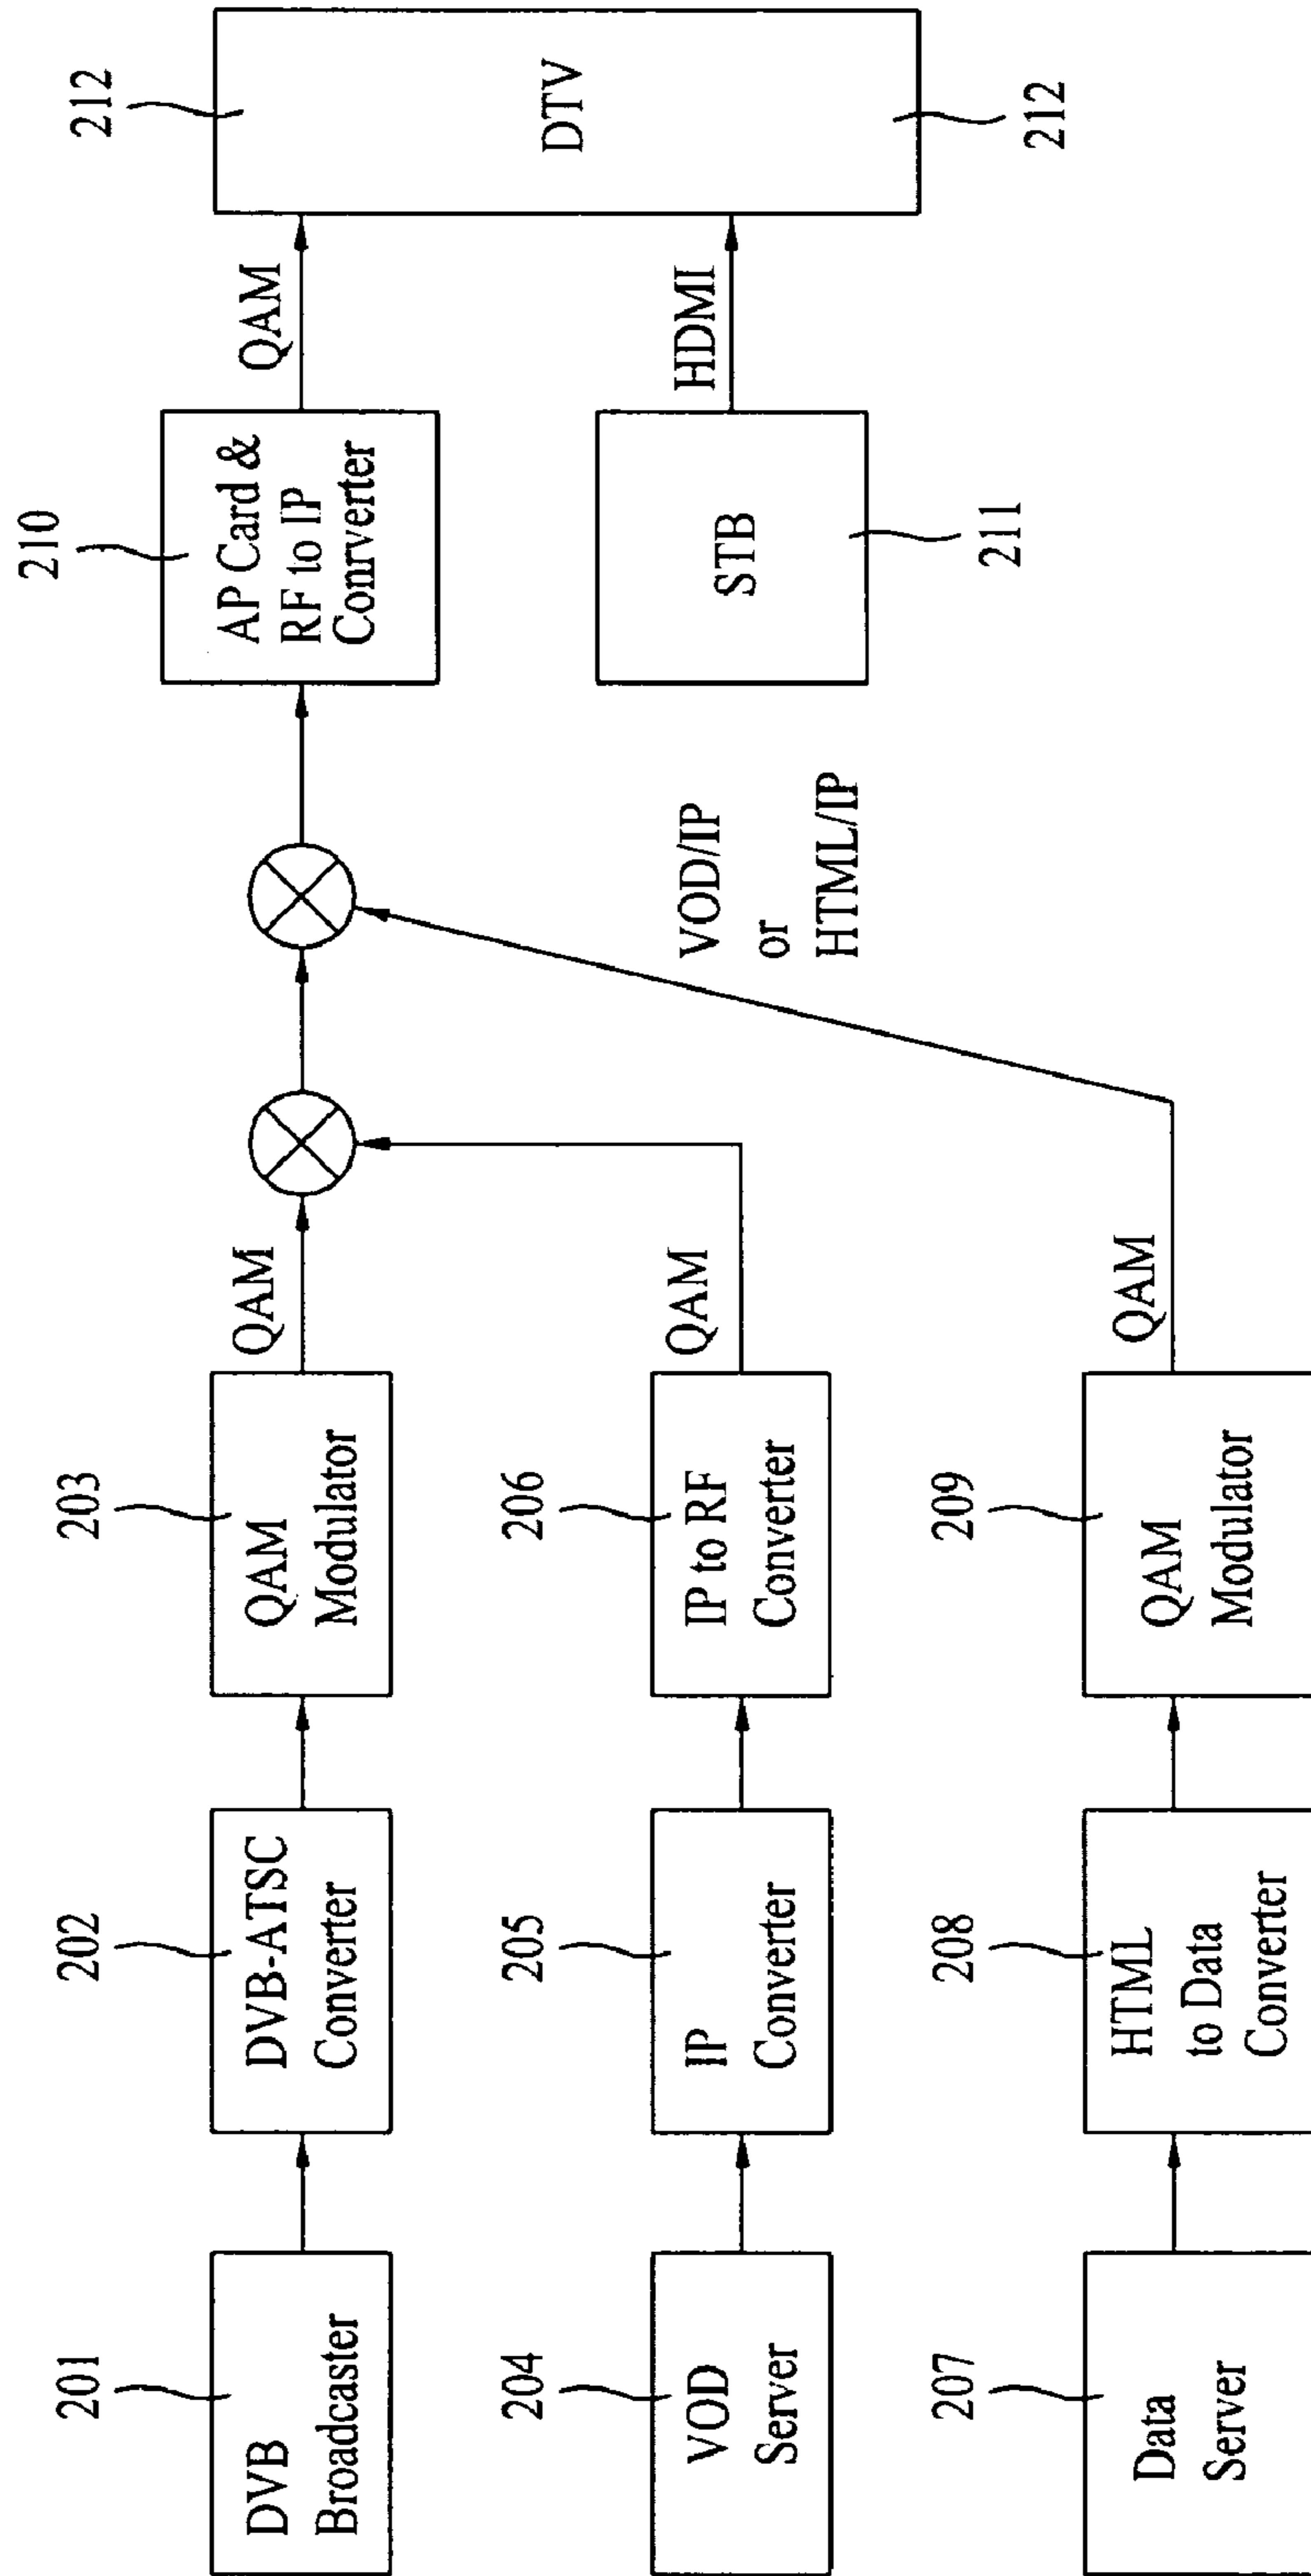 201
DVB
Broadcaster
202
DVB-ATSC
Converter
203
QAM
Modulator
QAM
210
AP Card &
RF to IP
Conrverter
QAM
212
DTV
212
204
VOD
Server
205
IP
Converter
206
IP to RF
Converter
QAM
VOD/IP
or
HTML/IP
STB
211
HDMI
207
Data
Server
208
HTML
to Data
Converter
209
QAM
Modulator
QAM